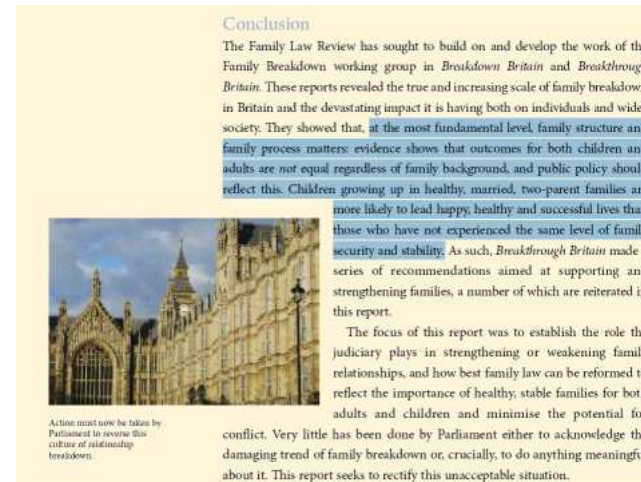 Conclusion
The Family Law Review has sought to build on and develop the work of th
Family Breakdown working group in Breakdown Britain and Breakthroug
Britain. These reports revealed the true and increasing scale of family breakdow
in Britain and the devastating impact it is having both on individuals and wide
society. They showed that, at the most fundamental level, family structure an
family process matters: evidence shows that outcomes for both children an
adults are not equal regardless of family background, and public policy shoul
reflect this. Children growing up in healthy, married, two-parent families ar
more likely to lead happy, healthy and successful lives tha
those who have not experienced the same level of famil
security and stability. As such, Breakthrough Britain made
series of recommendations aimed at supporting an
strengthening families, a number of which are reiterated i
this report.
The focus of this report was to establish the role th
judiciary plays in strengthening or weakening famil
relationships, and how best family law can be reformed t
reflect the importance of healthy, stable families for bot
adults and children and minimise the potential fo
conflict. Very little has been done by Parliament either to acknowledge th
damaging trend of family breakdown or, crucially, to do anything meaningfu
about it. This report seeks to rectify this unacceptable situation.
Action must now be taken by
Parliament to reverse this
culture of relationship
breakdown.